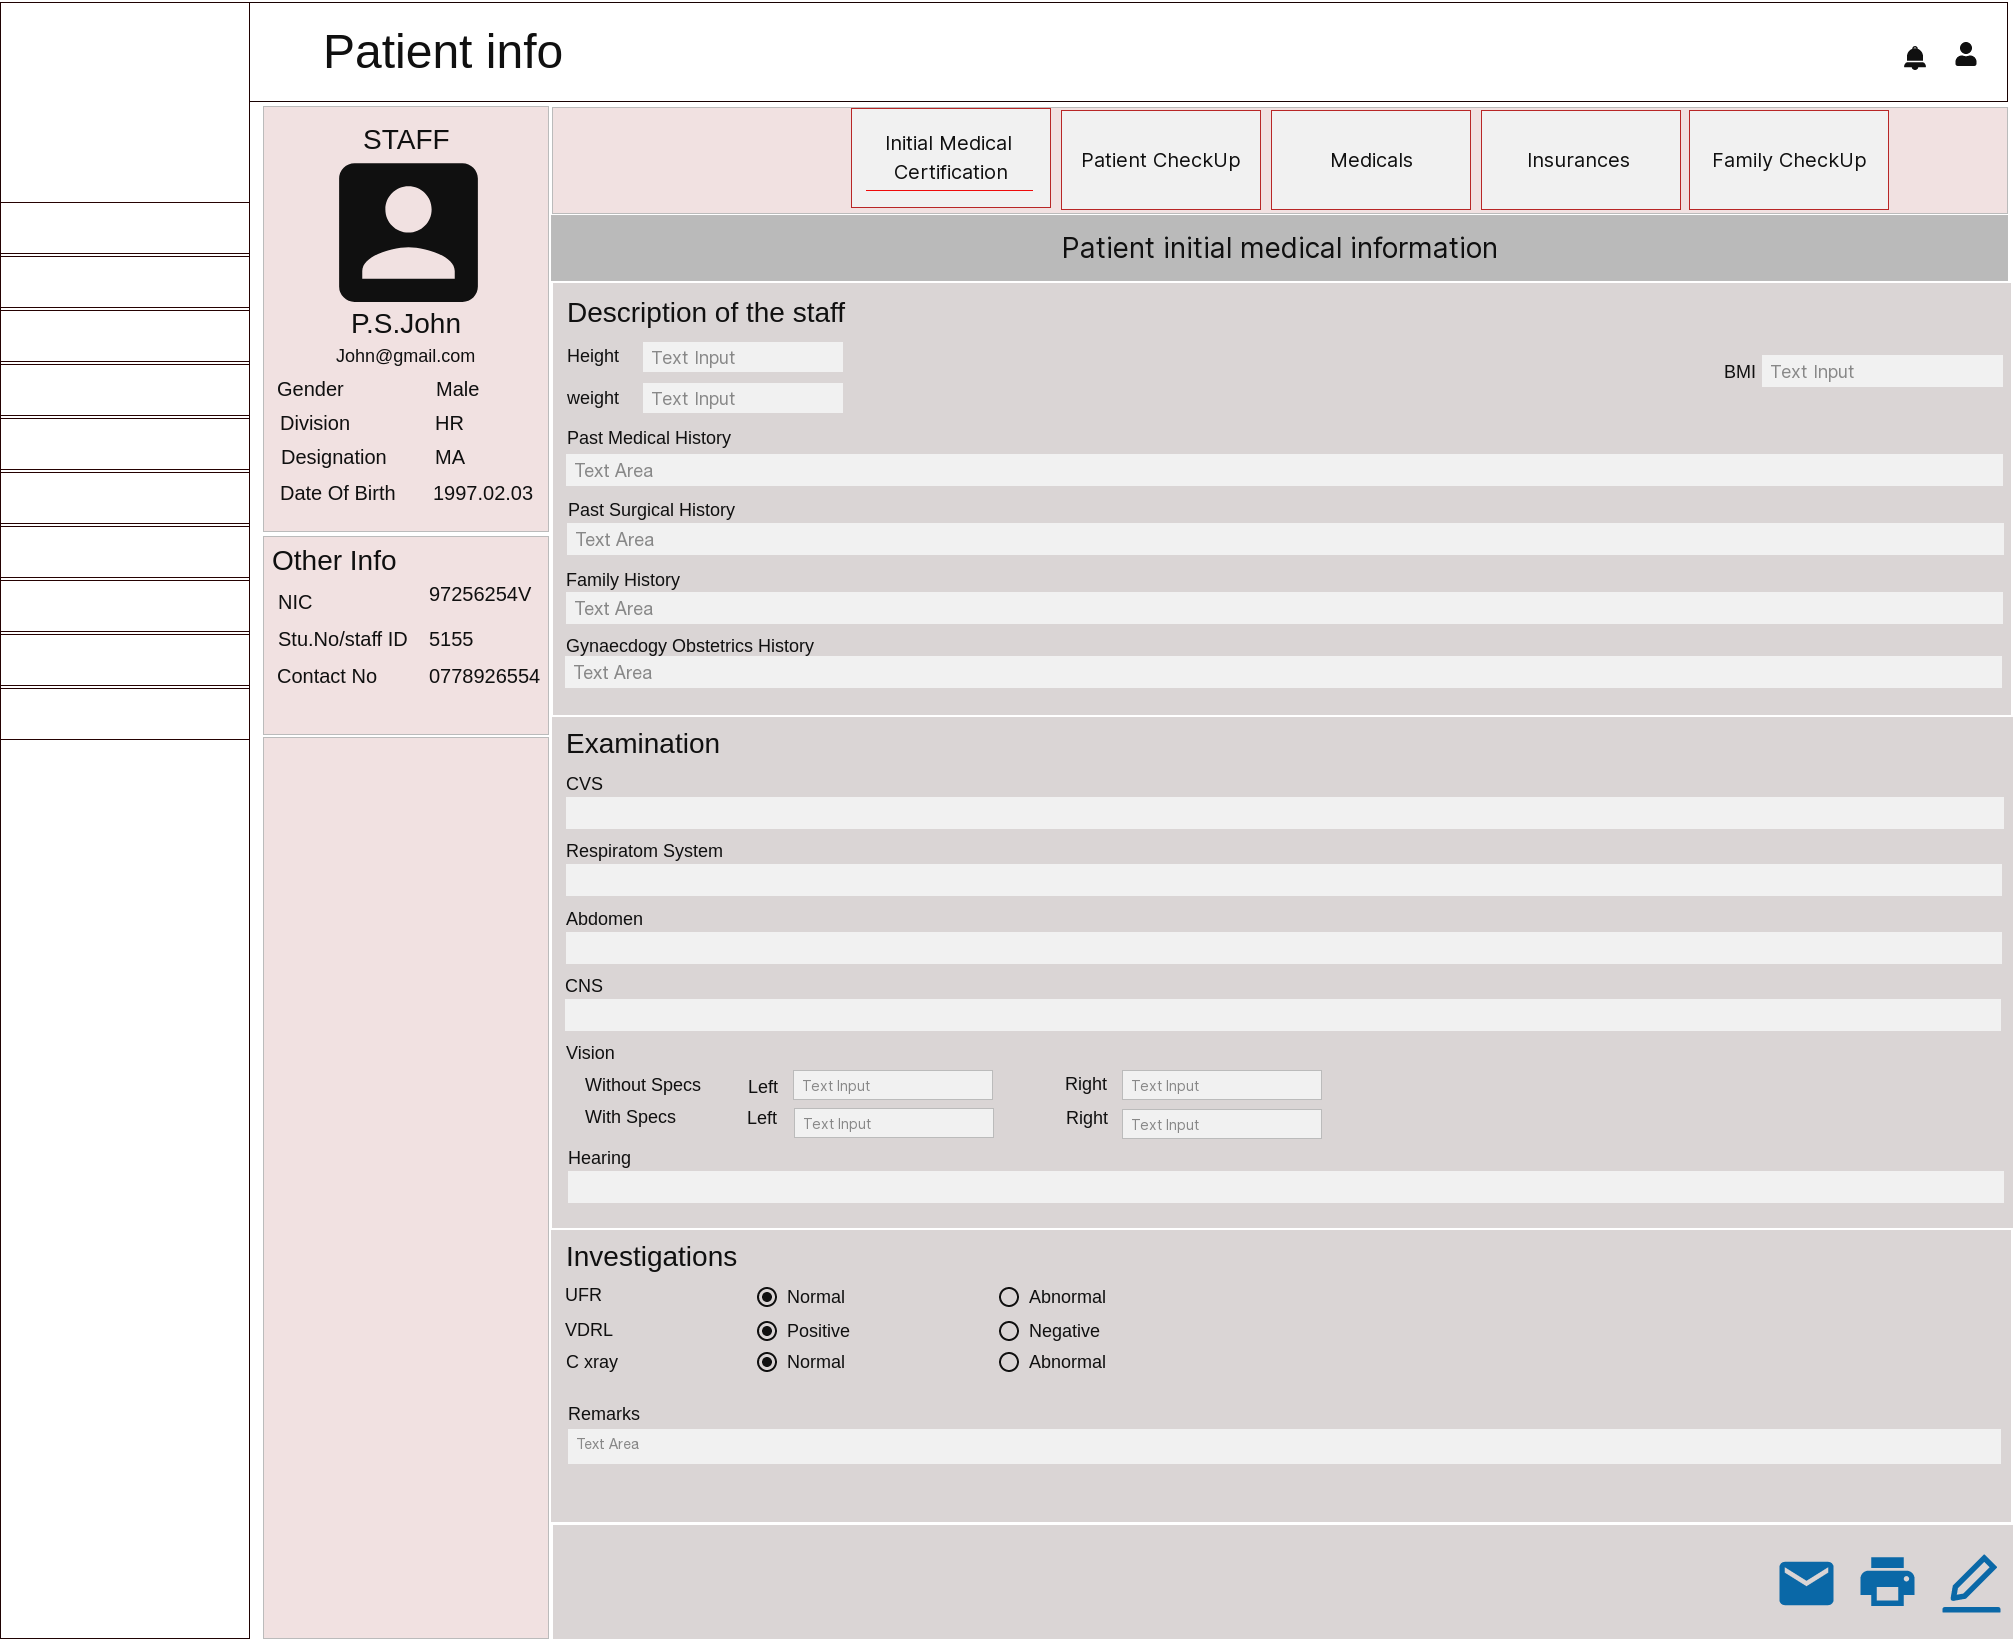 Patient info
STAFF
P.S.John
John@gmail.com
Gender Male
Division HR
Designation MA
Date Of Birth 1997.02.03
Other Info
NIC 97256254V
Stu.No/staff ID 5155
Contact No 0778926554
Initial Medical
Certification
Patient CheckUp
Medicals
Insurances
Family CheckUp
Patient initial medical information
Description of the staff
Height Text Input
BMI Text Input
weight Text Input
Past Medical History
Text Area
Past Surgical History
Text Area
Family History
Text Area
Gynaecdogy Obstetrics History
Text Area
Examination
CVS
Respiratom System
Abdomen
CNS
Vision
Without Specs Left Text Input Right Text Input
With Specs Left Text Input Right Text Input
Hearing
Investigations
UFR Normal Abnormal
VDRL Positive Negative
C xray Normal Abnormal
Remarks
Text Area